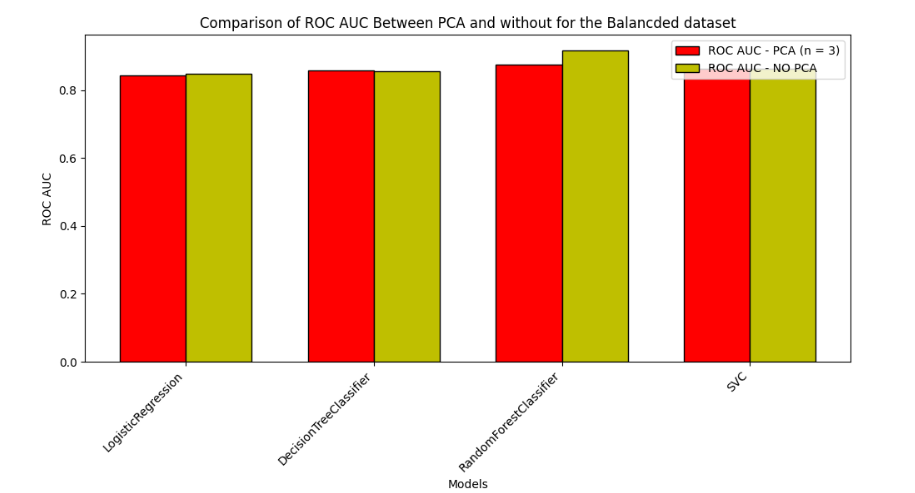 Comparison of ROC AUC Between PCA and without for the Balancded dataset
ROC AUC - PCA (n = 3)
ROC AUC - NO PCA
ROC AUC
0.8
0.6
0.4
0.2
0.0
LogisticRegression
DecisionTreeClassifier
RandomForestClassifier
SVC
Models